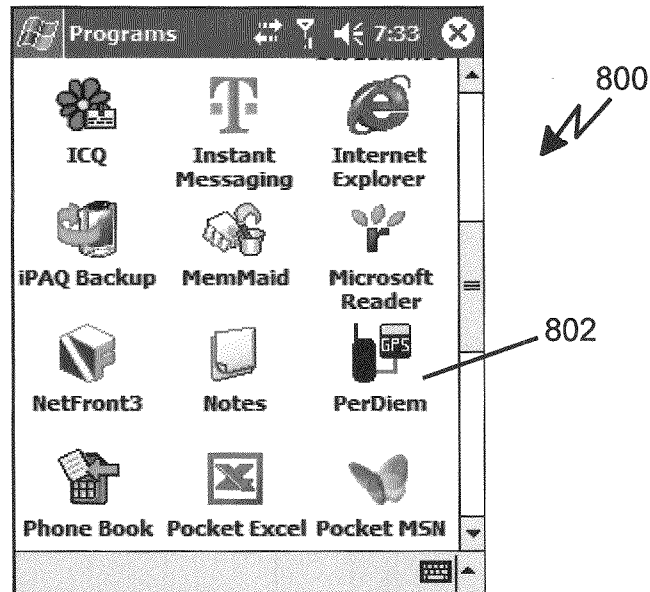 Programs 7:33
800
ICQ Instant Internet
Messaging Explorer
iPAQ Backup MemMaid Microsoft
Reader
802
GPS
NetFront3 Notes PerDiem
Phone Book Pocket Excel Pocket MSN